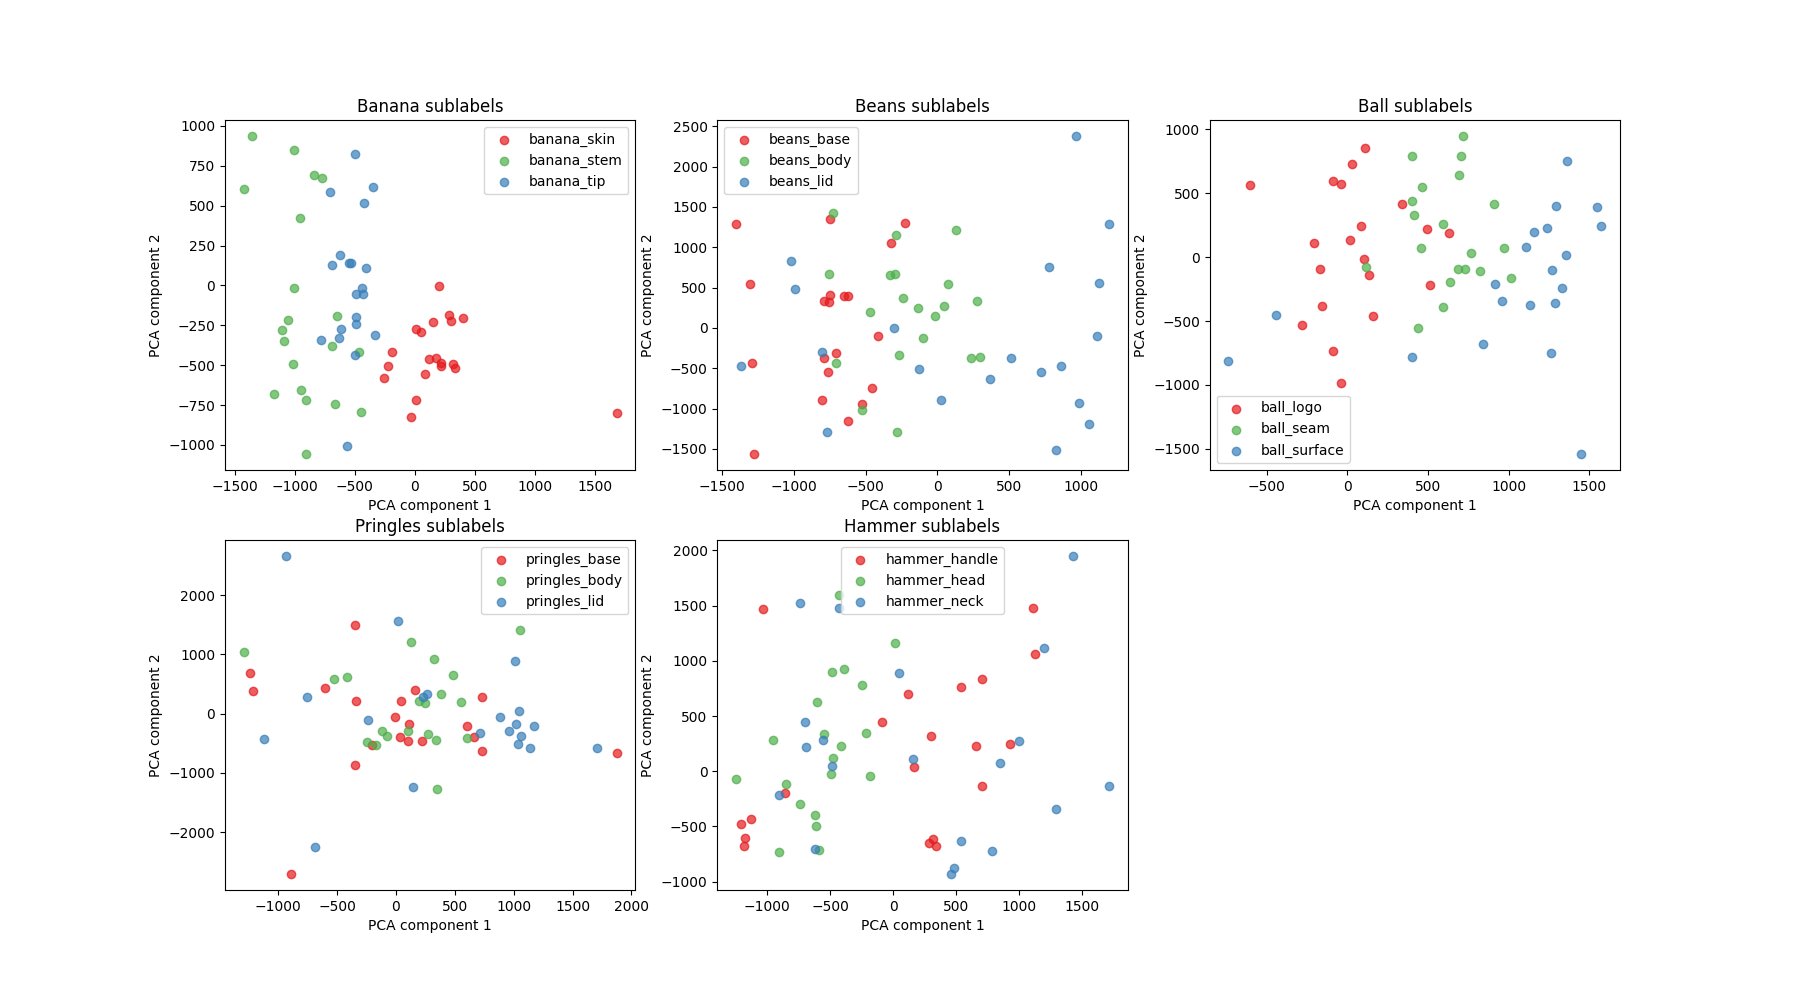 Banana sublabels
1000
750
500
250
0
−250
−500
−750
−1000
PCA component 2
banana_skin
banana_stem
banana_tip
−1500 −1000 −500 0 500 1000 1500
PCA component 1
Beans sublabels
2500
2000
1500
1000
500
0
−500
−1000
−1500
PCA component 2
beans_base
beans_body
beans_lid
−1500 −1000 −500 0 500 1000
PCA component 1
Ball sublabels
1000
500
0
−500
−1000
−1500
PCA component 2
ball_logo
ball_seam
ball_surface
−500 0 500 1000 1500
PCA component 1
Pringles sublabels
2000
1000
0
−1000
−2000
PCA component 2
pringles_base
pringles_body
pringles_lid
−1000 −500 0 500 1000 1500 2000
PCA component 1
Hammer sublabels
2000
1500
1000
500
0
−500
−1000
PCA component 2
hammer_handle
hammer_head
hammer_neck
−1000 −500 0 500 1000 1500
PCA component 1